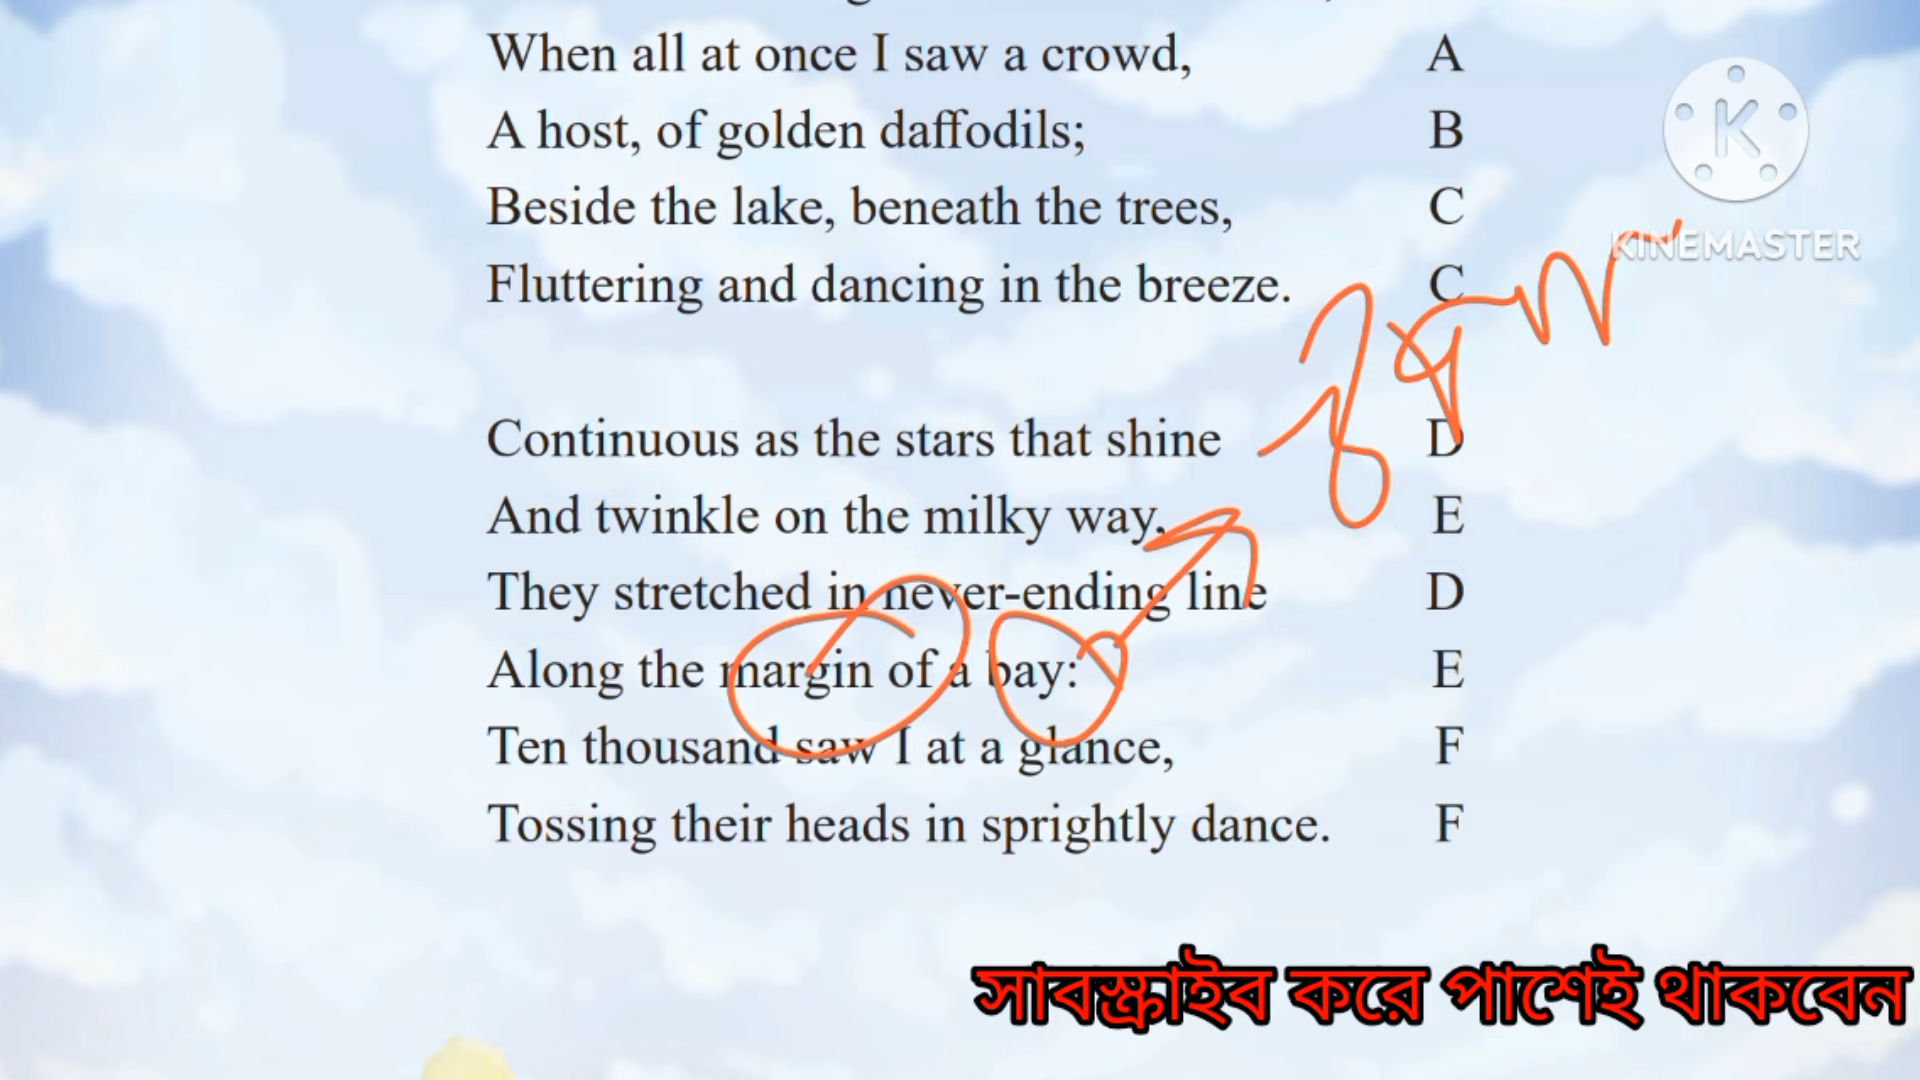 When all at once I saw a crowd, A
A host, of golden daffodils; B
Beside the lake, beneath the trees, C
Fluttering and dancing in the breeze. C
Continuous as the stars that shine D
And twinkle on the milky way, E
They stretched in never-ending line D
Along the margin of a bay: E
Ten thousand saw I at a glance, F
Tossing their heads in sprightly dance. F
K
KINEMASTER
সাবস্ক্রাইব করে পাশেই থাকবেন